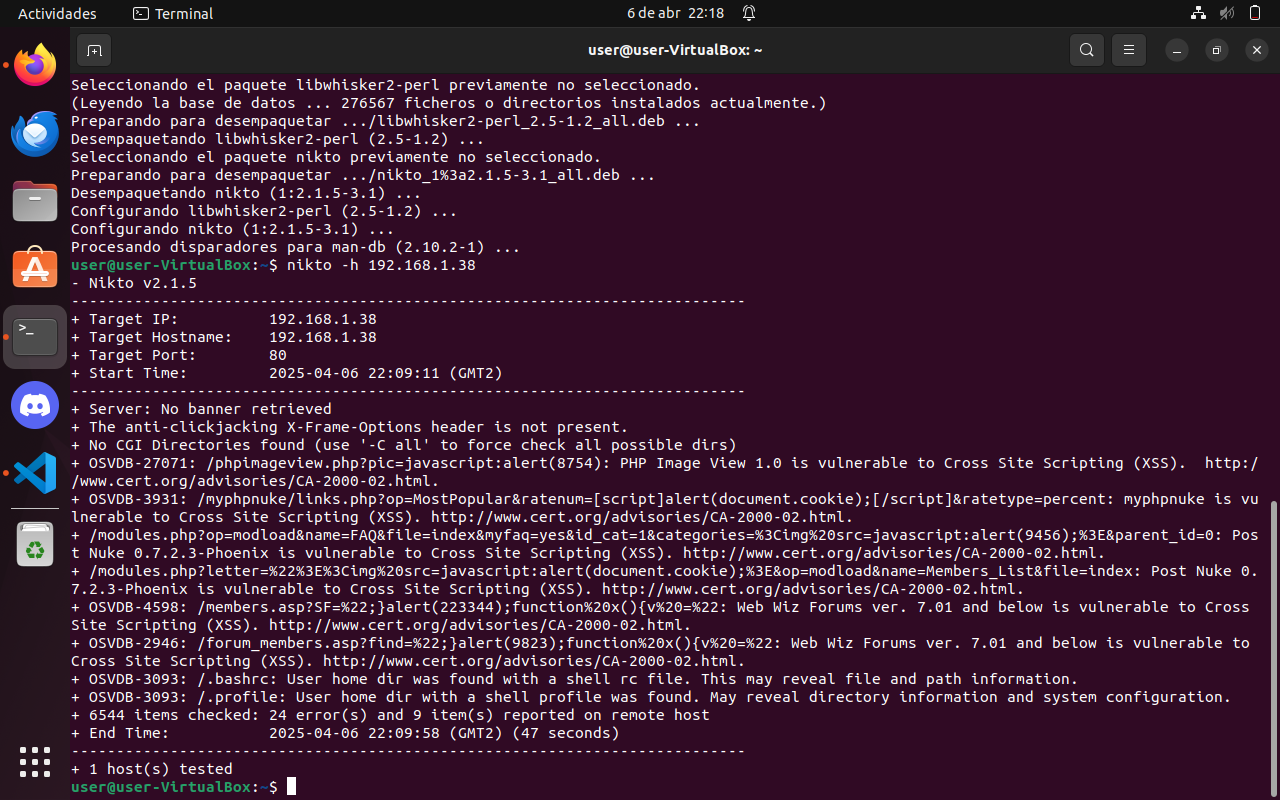 Actividades
Terminal
6 de abr 22:18
user@user-VirtualBox: ~
Seleccionando el paquete libwhisker2-perl previamente no seleccionado.
(Leyendo la base de datos ... 276567 ficheros o directorios instalados actualmente.)
Preparando para desempaquetar .../libwhisker2-perl_2.5-1.2_all.deb ...
Desempaquetando libwhisker2-perl (2.5-1.2) ...
Seleccionando el paquete nikto previamente no seleccionado.
Preparando para desempaquetar .../nikto_1%3a2.1.5-3.1_all.deb ...
Desempaquetando nikto (1:2.1.5-3.1) ...
Configurando libwhisker2-perl (2.5-1.2) ...
Configurando nikto (1:2.1.5-3.1) ...
Procesando disparadores para man-db (2.10.2-1) ...
user@user-VirtualBox:~$ nikto -h 192.168.1.38
- Nikto v2.1.5
---------------------------------------------------------------------------
+ Target IP:          192.168.1.38
+ Target Hostname:    192.168.1.38
+ Target Port:        80
+ Start Time:         2025-04-06 22:09:11 (GMT2)
---------------------------------------------------------------------------
+ Server: No banner retrieved
+ The anti-clickjacking X-Frame-Options header is not present.
+ No CGI Directories found (use '-C all' to force check all possible dirs)
+ OSVDB-27071: /phpimageview.php?pic=javascript:alert(8754): PHP Image View 1.0 is vulnerable to Cross Site Scripting (XSS).  http:/
/www.cert.org/advisories/CA-2000-02.html.
+ OSVDB-3931: /myphpnuke/links.php?op=MostPopular&ratenum=[script]alert(document.cookie);[/script]&ratetype=percent: myphpnuke is vu
lnerable to Cross Site Scripting (XSS). http://www.cert.org/advisories/CA-2000-02.html.
+ /modules.php?op=modload&name=FAQ&file=index&myfaq=yes&id_cat=1&categories=%3Cimg%20src=javascript:alert(9456);%3E&parent_id=0: Pos
t Nuke 0.7.2.3-Phoenix is vulnerable to Cross Site Scripting (XSS). http://www.cert.org/advisories/CA-2000-02.html.
+ /modules.php?letter=%22%3E%3Cimg%20src=javascript:alert(document.cookie);%3E&op=modload&name=Members_List&file=index: Post Nuke 0.
7.2.3-Phoenix is vulnerable to Cross Site Scripting (XSS). http://www.cert.org/advisories/CA-2000-02.html.
+ OSVDB-4598: /members.asp?SF=%22;}alert(223344);function%20x(){v%20=%22: Web Wiz Forums ver. 7.01 and below is vulnerable to Cross 
Site Scripting (XSS). http://www.cert.org/advisories/CA-2000-02.html.
+ OSVDB-2946: /forum_members.asp?find=%22;}alert(9823);function%20x(){v%20=%22: Web Wiz Forums ver. 7.01 and below is vulnerable to 
Cross Site Scripting (XSS). http://www.cert.org/advisories/CA-2000-02.html.
+ OSVDB-3093: /.bashrc: User home dir was found with a shell rc file. This may reveal file and path information.
+ OSVDB-3093: /.profile: User home dir with a shell profile was found. May reveal directory information and system configuration.
+ 6544 items checked: 24 error(s) and 9 item(s) reported on remote host
+ End Time:           2025-04-06 22:09:58 (GMT2) (47 seconds)
---------------------------------------------------------------------------
+ 1 host(s) tested
user@user-VirtualBox:~$